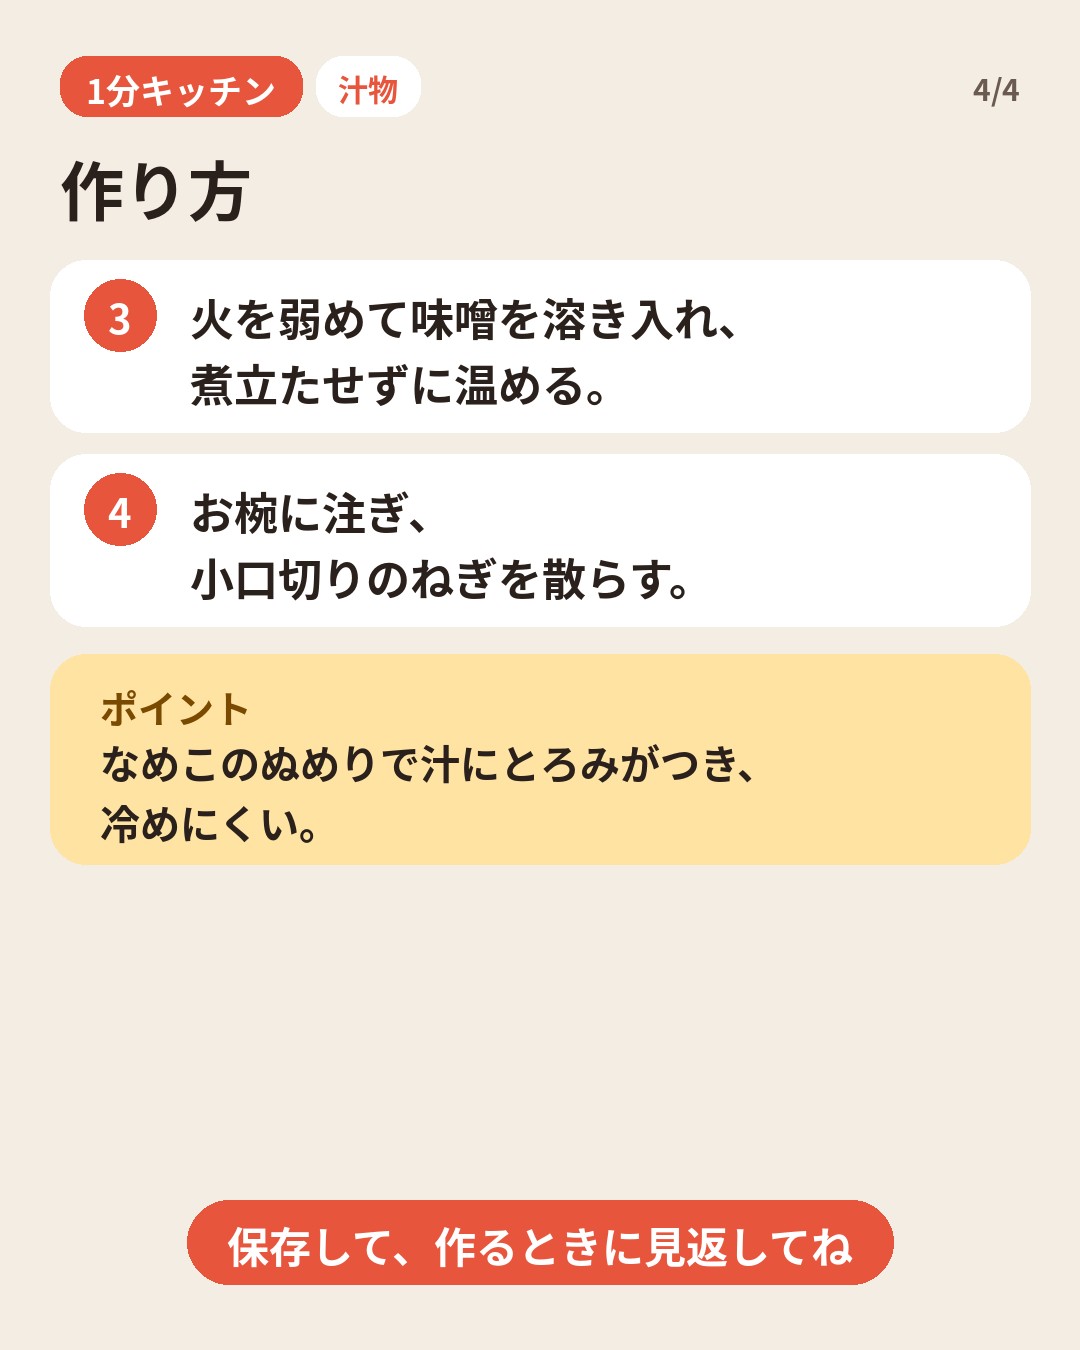 1分キッチン 汁物 4/4
作り方
3 火を弱めて味噌を溶き入れ、
煮立たせずに温める。
4 お椀に注ぎ、
小口切りのねぎを散らす。
ポイント
なめこのぬめりで汁にとろみがつき、
冷めにくい。
保存して、作るときに見返してね